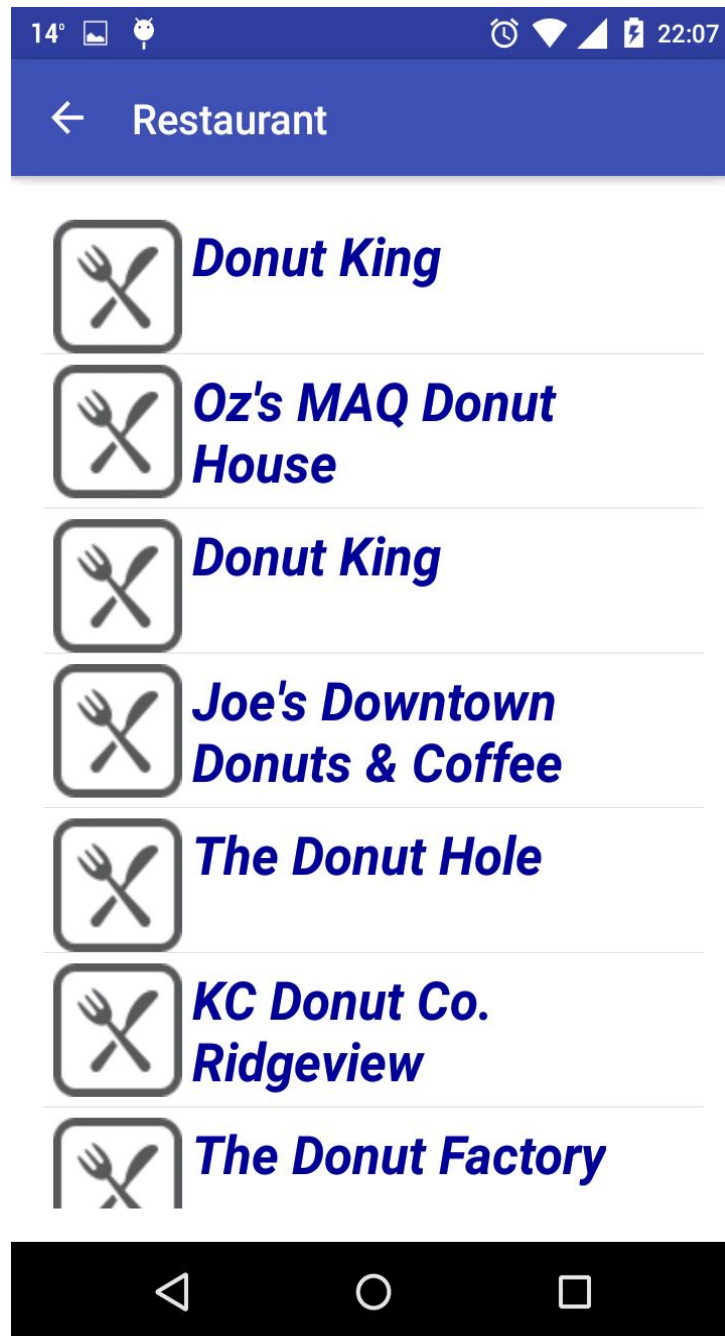 14° 22:07
Restaurant
Donut King
Oz's MAQ Donut
House
Donut King
Joe's Downtown
Donuts & Coffee
The Donut Hole
KC Donut Co.
Ridgeview
The Donut Factory